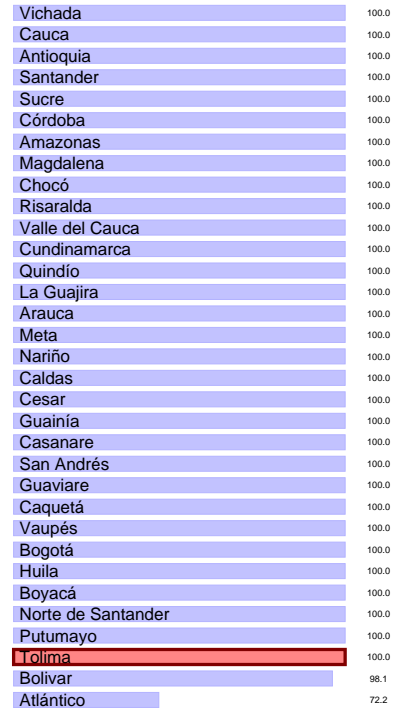 Vichada 100.0
Cauca 100.0
Antioquia 100.0
Santander 100.0
Sucre 100.0
Córdoba 100.0
Amazonas 100.0
Magdalena 100.0
Chocó 100.0
Risaralda 100.0
Valle del Cauca 100.0
Cundinamarca 100.0
Quindío 100.0
La Guajira 100.0
Arauca 100.0
Meta 100.0
Nariño 100.0
Caldas 100.0
Cesar 100.0
Guainía 100.0
Casanare 100.0
San Andrés 100.0
Guaviare 100.0
Caquetá 100.0
Vaupés 100.0
Bogotá 100.0
Huila 100.0
Boyacá 100.0
Norte de Santander 100.0
Putumayo 100.0
Tolima 100.0
Bolivar 98.1
Atlántico 72.2